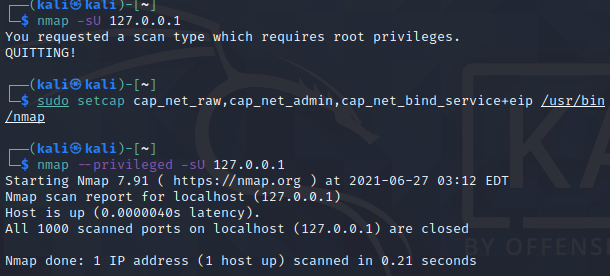 ┌──(kali㉿kali)-[~]
└─$ nmap -sU 127.0.0.1
You requested a scan type which requires root privileges.
QUITTING!
┌──(kali㉿kali)-[~]
└─$ sudo setcap cap_net_raw,cap_net_admin,cap_net_bind_service+eip /usr/bin
/nmap
┌──(kali㉿kali)-[~]
└─$ nmap --privileged -sU 127.0.0.1
Starting Nmap 7.91 ( https://nmap.org ) at 2021-06-27 03:12 EDT
Nmap scan report for localhost (127.0.0.1)
Host is up (0.0000040s latency).
All 1000 scanned ports on localhost (127.0.0.1) are closed
Nmap done: 1 IP address (1 host up) scanned in 0.21 seconds
KA
BY OFFENS